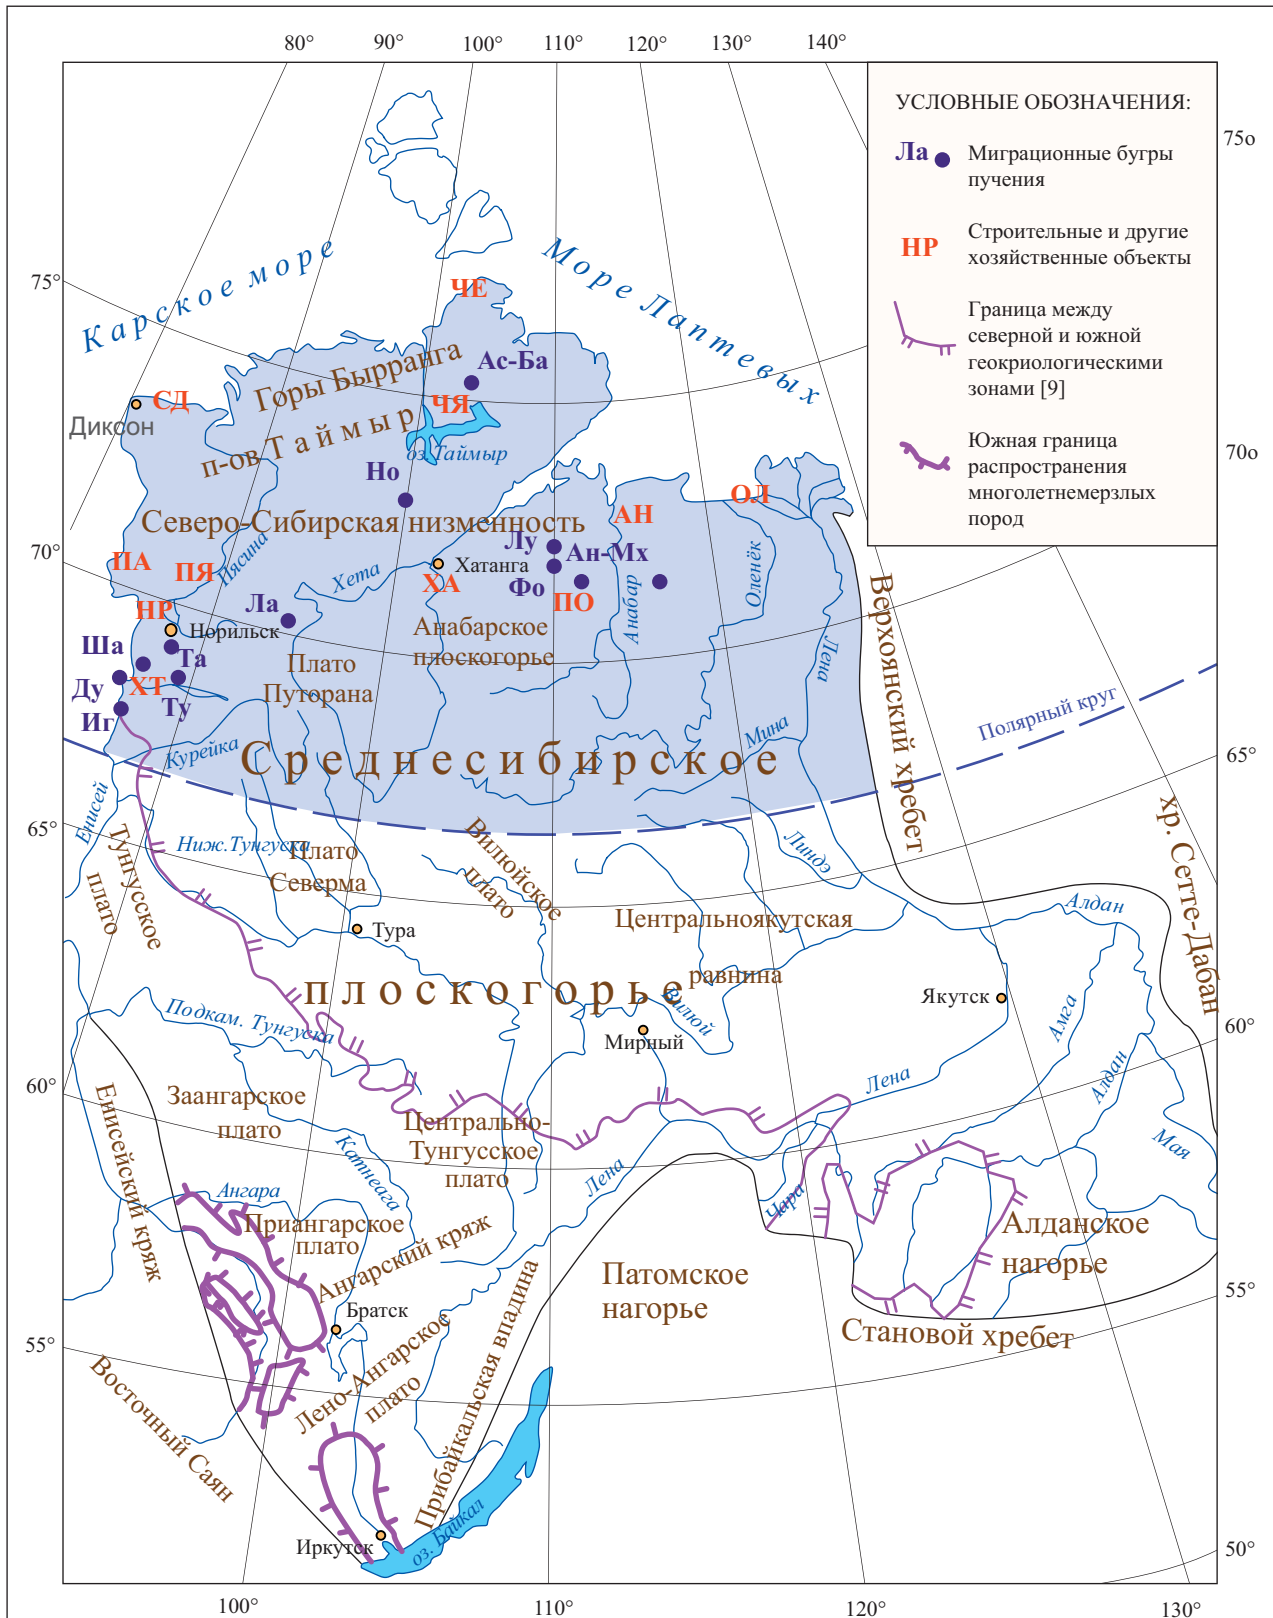 80°
90°
100°
110°
120°
130°
140°
УСЛОВНЫЕ ОБОЗНАЧЕНИЯ:
Ла
Миграционные бугры
пучения
НР
Строительные и другие
хозяйственные объекты
Граница между
северной и южной
геокриологическими
зонами [9]
Южная граница
распространения
многолетнемерзлых
пород
75о
70о
65°
60°
55°
50°
75°
70°
65°
60°
55°
Карское море
Море Лаптевых
ЧЕ
Ас-Ба
Горы Бырранга
СД
Диксон
ЧЯ
п-ов Таймыр
оз.Таймыр
Но
ОЛ
АН
Северо-Сибирская низменность
Лу
Ан-Мх
ПА
ПЯ
Пясина
Хета
Хатанга
ХА
Фо
ПО
Анабар
Оленёк
Лена
НР
Норильск
Ла
Анабарское
плоскогорье
Ша
Та
Плато
Путорана
Ду
ХТ
Ту
Иг
Верхоянский хребет
Полярный круг
Курейка
Мина
Среднесибирское
Енисей
Тунгусское
плато
Ниж.Тунгуска
Плато
Северма
Вилюйское
плато
Линдэ
хр. Сетте-Дабан
Центральноякутская
равнина
Алдан
Тура
плоскогорье
Якутск
Вилюй
Мирный
Подкам. Тунгуска
Амга
Алдан
Лена
Мая
Заангарское
плато
Енисейский кряж
Центрально-
Тунгусское
плато
Катнеага
Лена
Чара
Ангара
Приангарское
плато
Ангарский кряж
Алданское
нагорье
Патомское
нагорье
Братск
Становой хребет
Лено-Ангарское
плато
Прибайкальская впадина
Восточный Саян
Иркутск
оз. Байкал
100°
110°
120°
130°